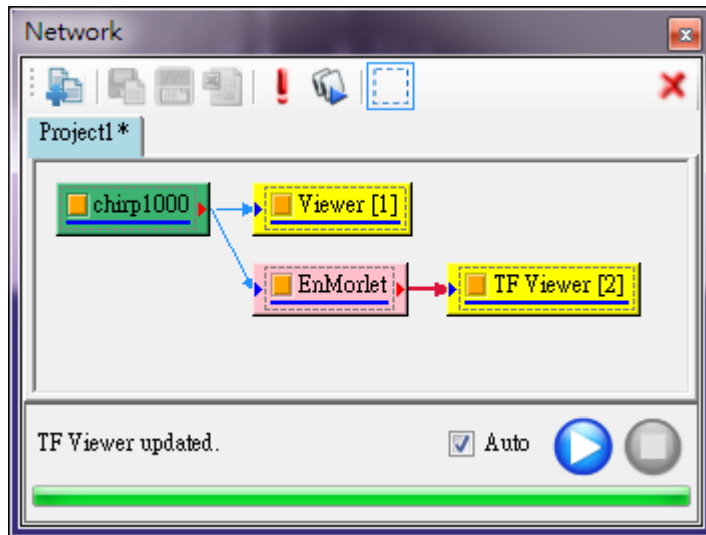 Network
Project1 *
chirp1000
Viewer [1]
EnMorlet
TF Viewer [2]
TF Viewer updated.
Auto